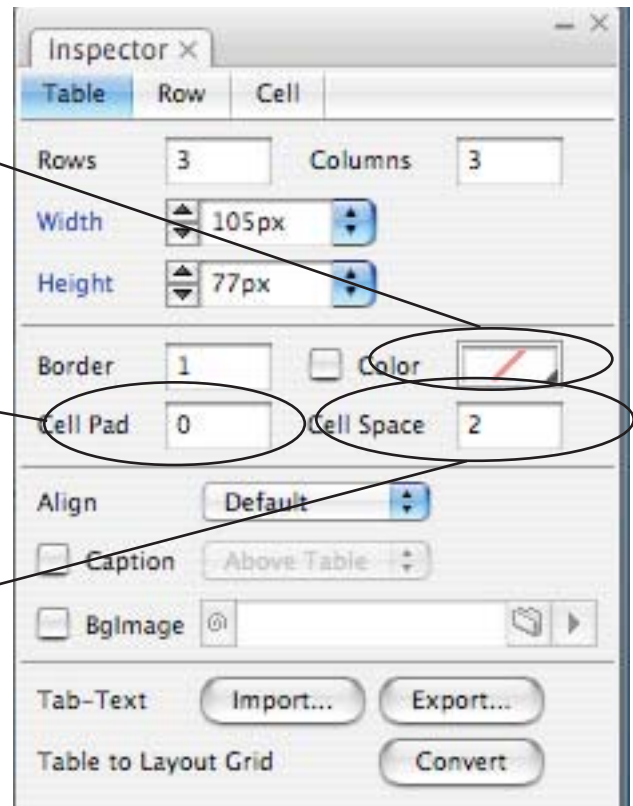 Inspector ×
Table Row Cell
Rows 3 Columns 3
Width 105px
Height 77px
Border 1 Color
Cell Pad 0 Cell Space 2
Align Default
Caption Above Table
BgImage
Tab-Text Import... Export...
Table to Layout Grid Convert